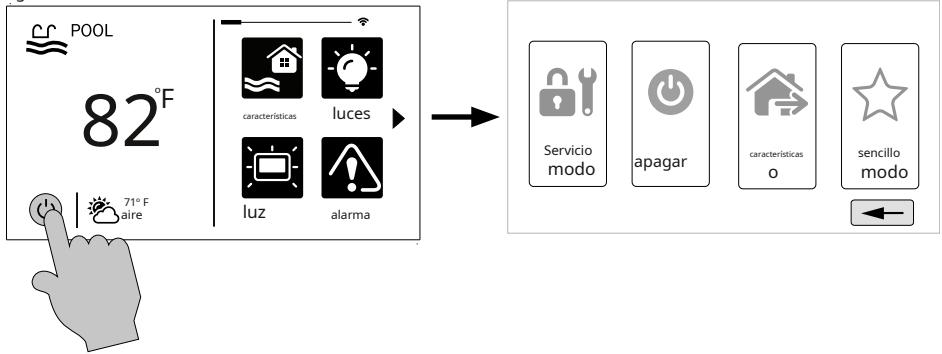 POOL
82°F
71° F
aire
características
luces
luz
alarma
Servicio
modo
apagar
características
o
sencillo
modo